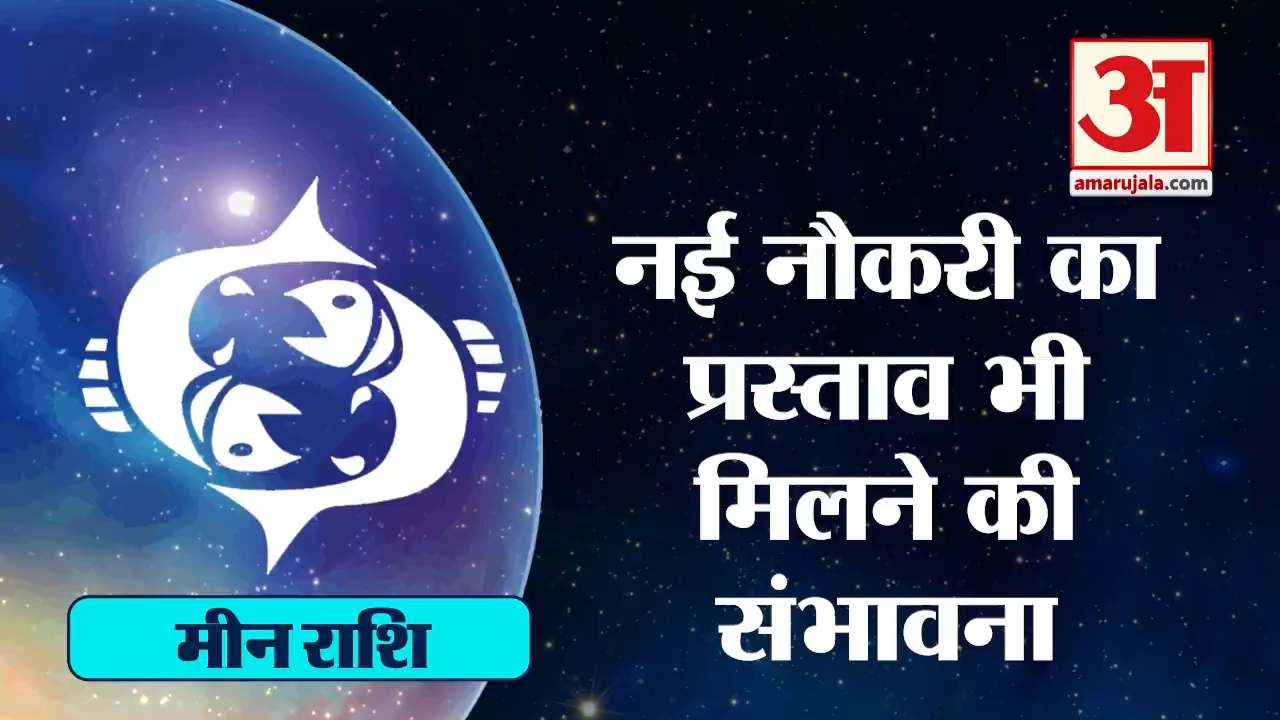 अ
amarujala.com
नई नौकरी का
प्रस्ताव भी
मिलने की
संभावना
मीन राशि